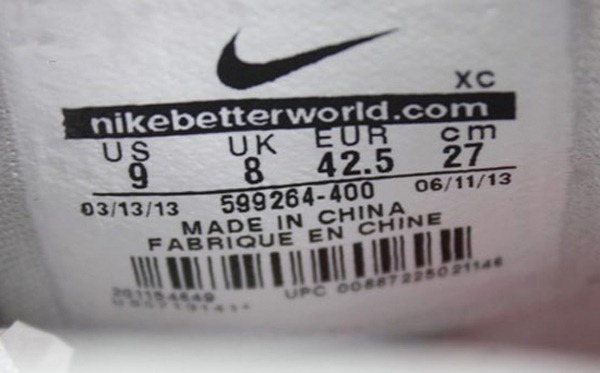 XC
nikebetterworld.com
US UK EUR cm
9 8 42.5 27
03/13/13 599264-400 06/11/13
MADE IN CHINA
FABRIQUE EN CHINE
UPC 00887225021146